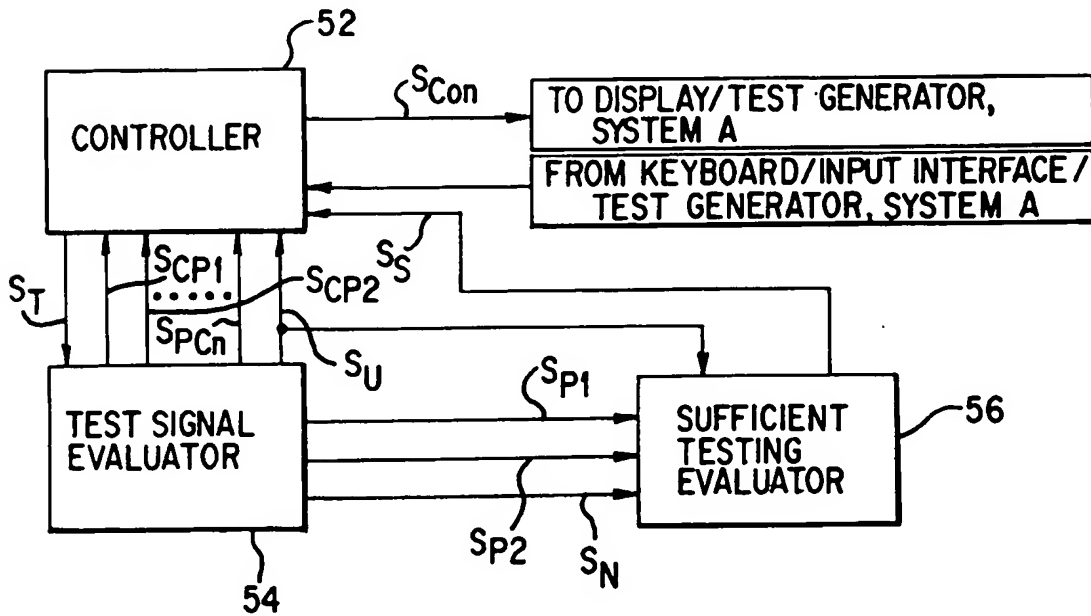 52
S_Con
CONTROLLER
TO DISPLAY/TEST GENERATOR,
SYSTEM A
FROM KEYBOARD/INPUT INTERFACE/
TEST GENERATOR, SYSTEM A
S_T
S_CP1
S_CP2
S_PCn
S_S
S_U
TEST SIGNAL
EVALUATOR
S_P1
S_P2
S_N
SUFFICIENT
TESTING
EVALUATOR
56
54